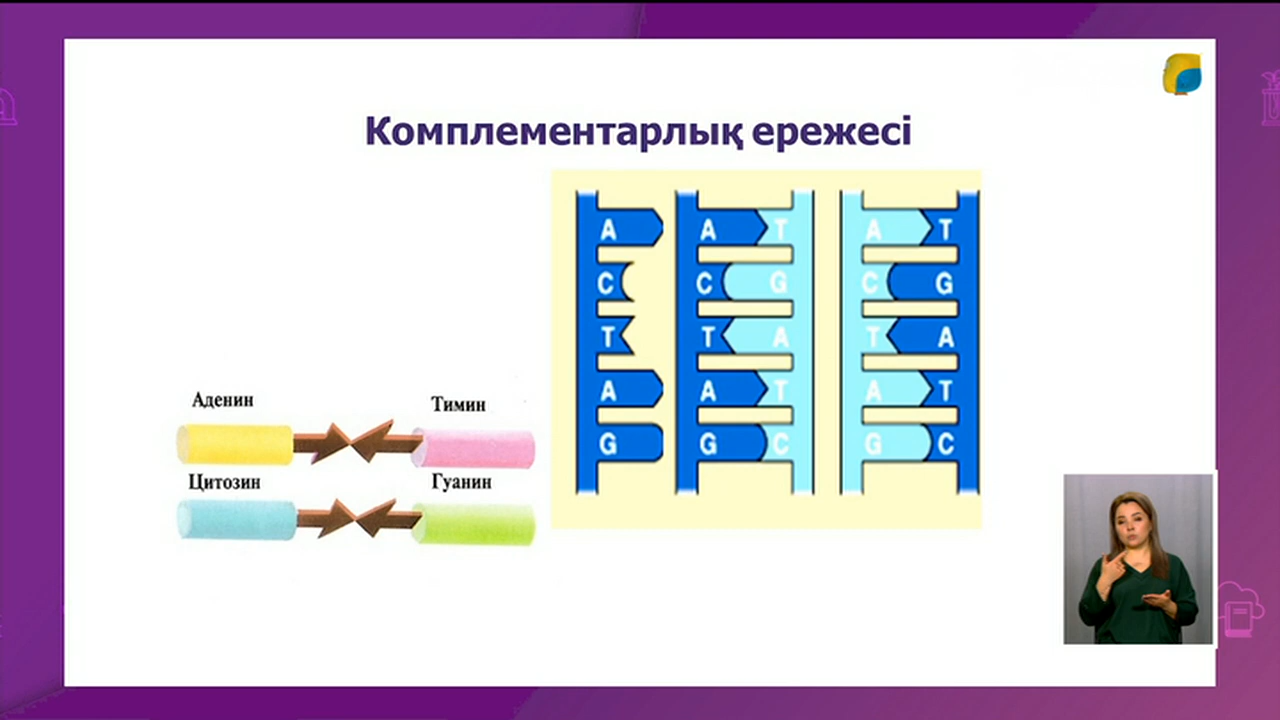 Комплементарлық ережесі
Аденин
Тимин
Цитозин
Гуанин
A A T A T
C C G C G
T T A T A
A A T A T
G G C G C